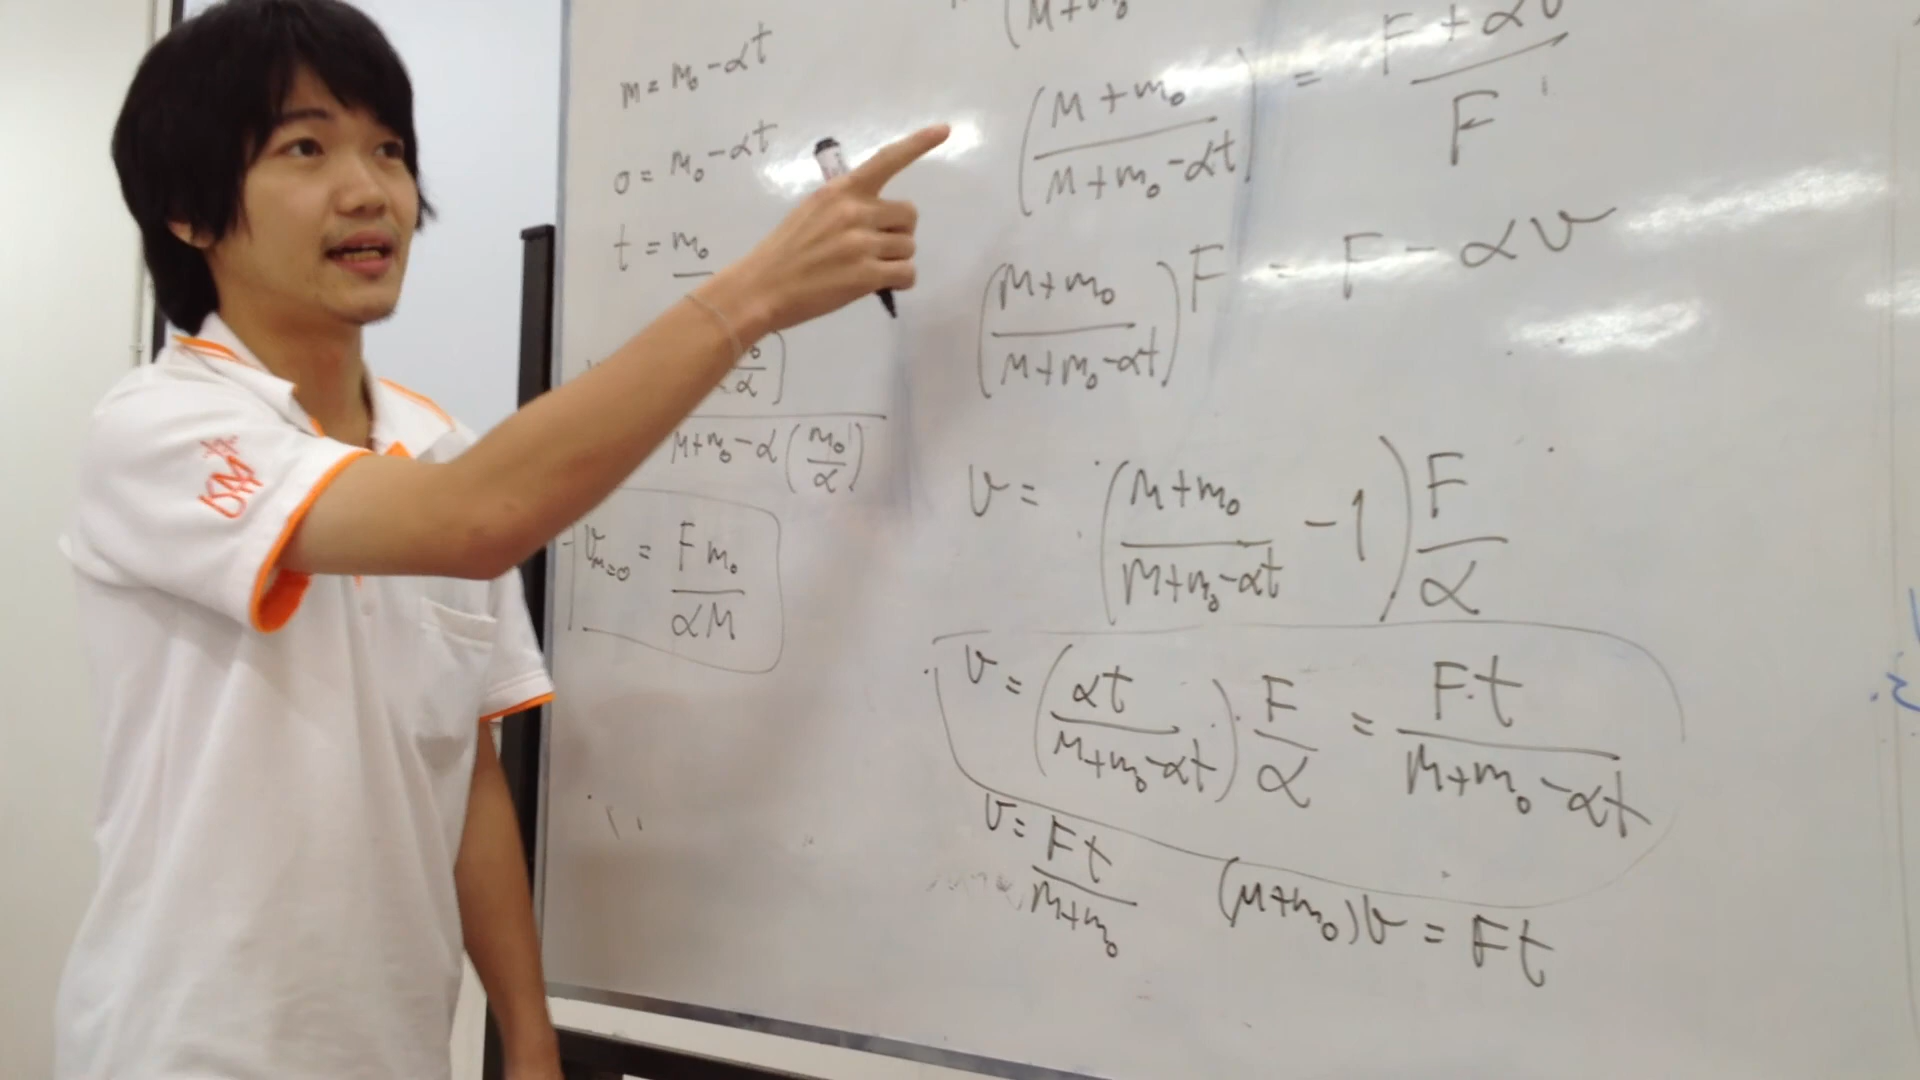 m = m₀ - αt
0 = m₀ - αt
t = m₀
M+m₀-α(m₀/α)
v_{m=0} = Fm₀/αM
(M+m₀
((M+m₀)/(M+m₀-αt)) = (F+αv)/F
((M+m₀)/(M+m₀-αt))F = F - αv
v = ((M+m₀)/(M+m₀-αt) - 1) F/α
v = (αt/(M+m₀-αt)) · F/α = F·t/(M+m₀-αt)
v = Ft/(M+m₀) (M+m₀)v = Ft